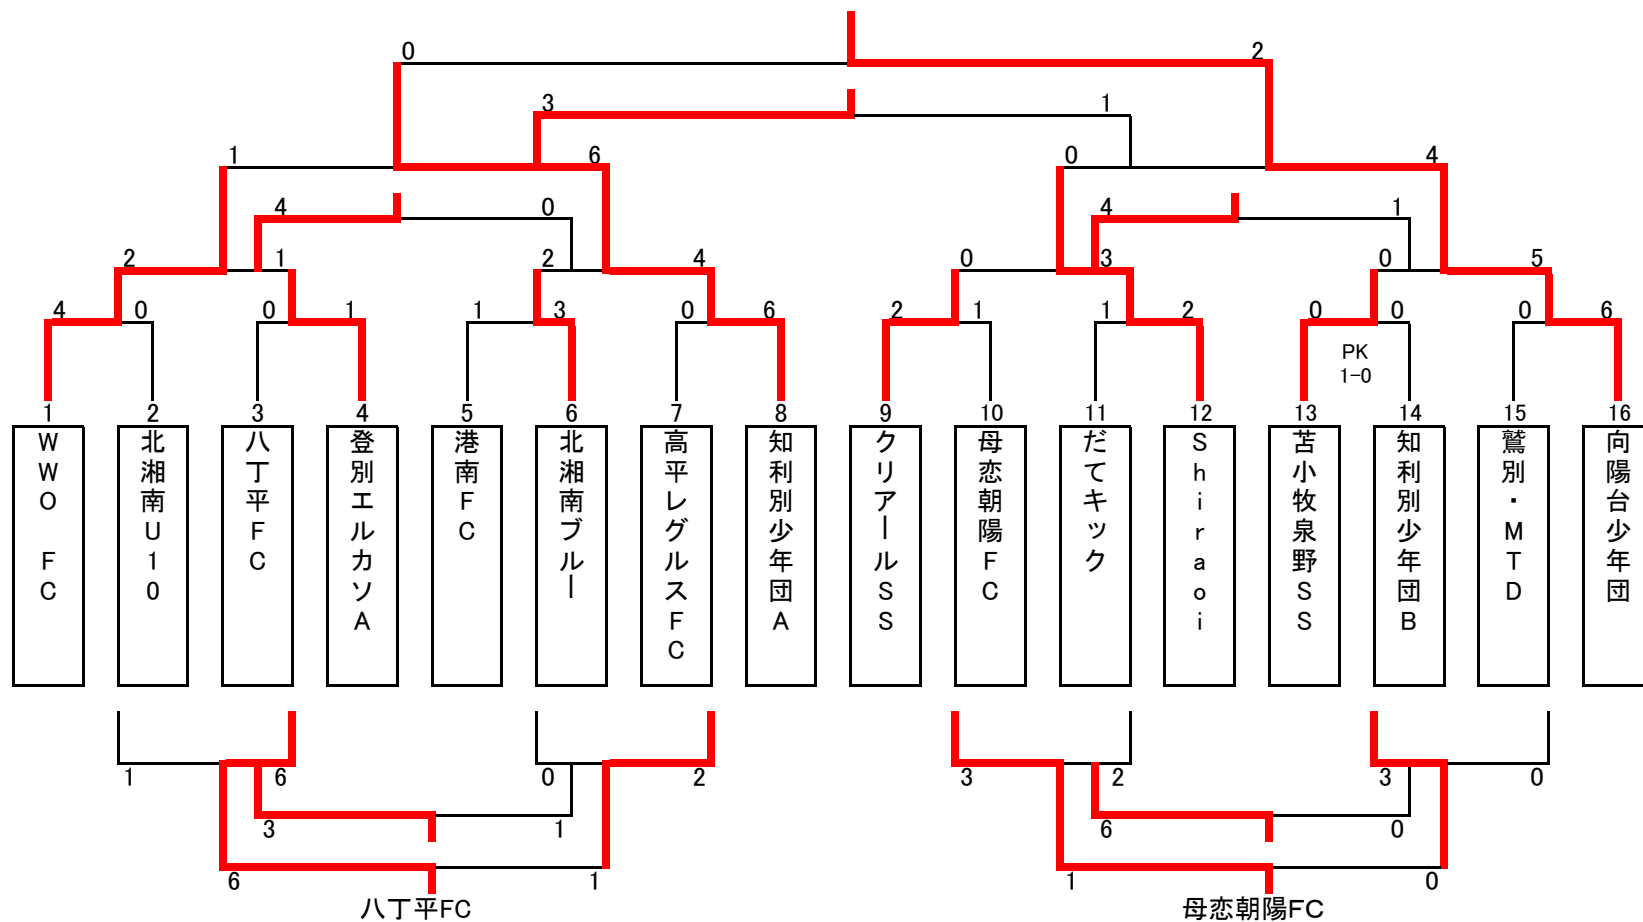 0 2
3 1
1 6 0 4
4 0 4 1
2 1 2 4 0 3 0 5
4 0 0 1 1 3 0 6 2 1 1 2 0 0 0 6
PK
1-0
1 2 3 4 5 6 7 8 9 10 11 12 13 14 15 16
WWO FC
北湘南U10
八丁平FC
登別エルカソA
港南FC
北湘南ブルー
高平レグルスFC
知利別少年団A
クリアールSS
母恋朝陽FC
だてキック
Shiraoi
苫小牧泉野SS
知利別少年団B
鷲別・MTD
向陽台少年団
1 6 0 2 3 2 3 0
3 1 6 0
6 1 1 0
八丁平FC 母恋朝陽FC